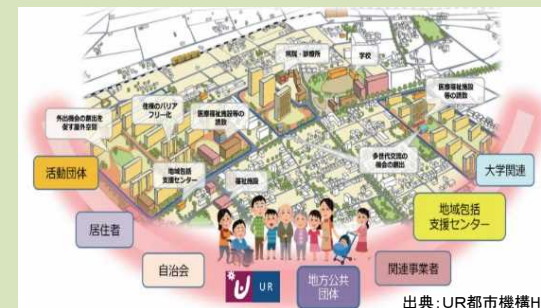 病院・診療所
学校
医療福祉施設
等の誘致
住棟のバリア
フリー化
医療福祉施設等の
誘致
外出機会の創出を
促す屋外空間
多世代交流の
機会の創出
地域包括
支援センター
福祉施設
活動団体
大学関連
居住者
地域包括
支援センター
自治会
UR
地方公共
団体
関連事業者
出典:UR都市機構H